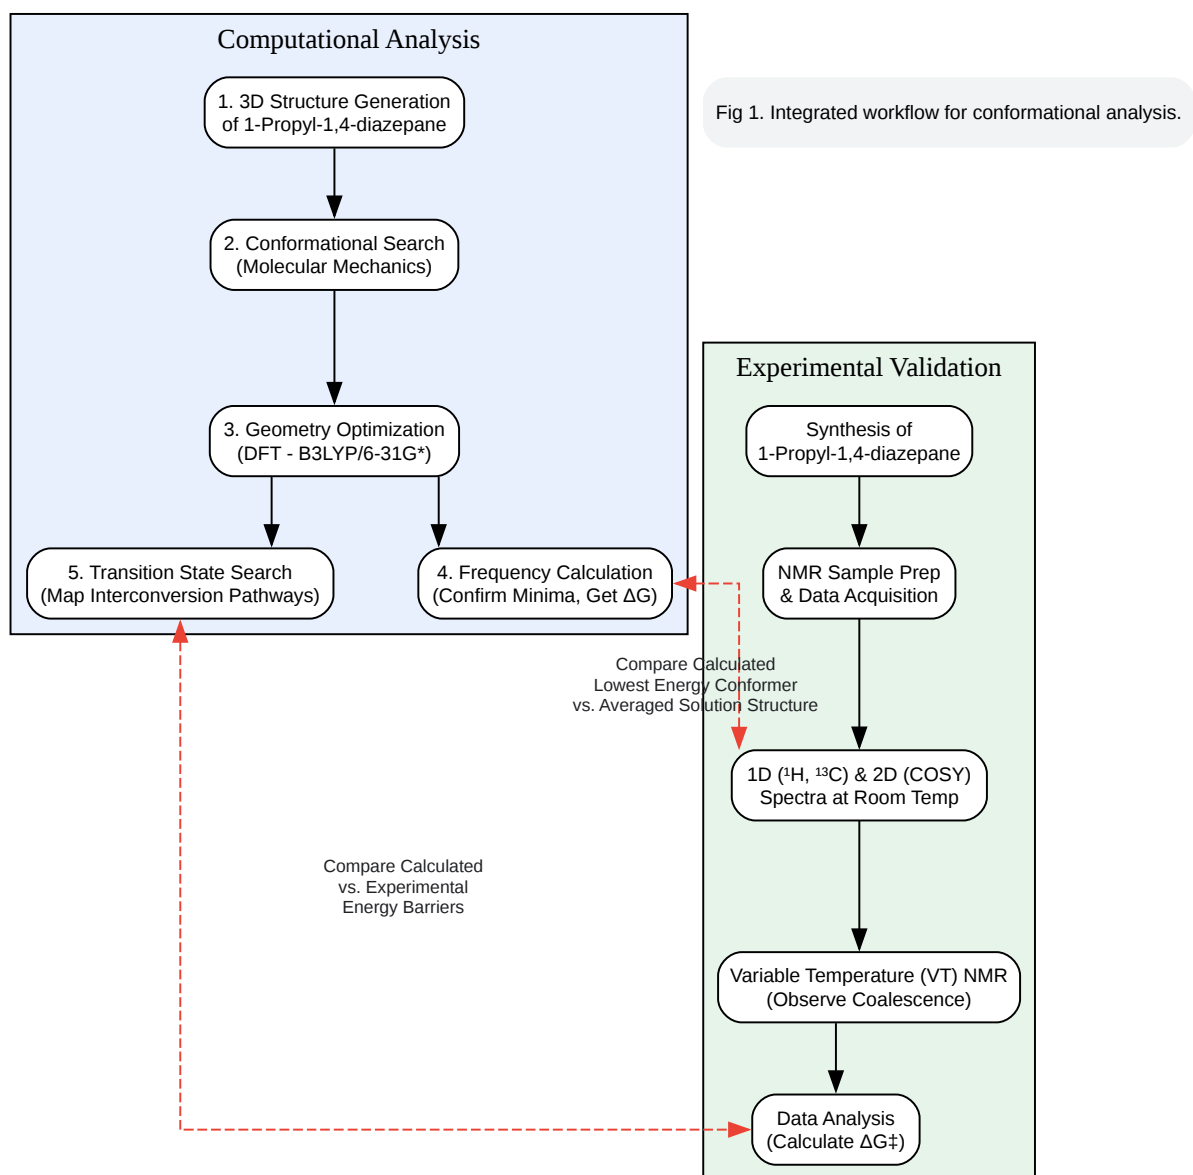 Computational Analysis
1. 3D Structure Generation
of 1-Propyl-1,4-diazepane
Fig 1. Integrated workflow for conformational analysis.
2. Conformational Search
(Molecular Mechanics)
Experimental Validation
3. Geometry Optimization
(DFT - B3LYP/6-31G*)
Synthesis of
1-Propyl-1,4-diazepane
5. Transition State Search
(Map Interconversion Pathways)
4. Frequency Calculation
(Confirm Minima, Get ΔG)
NMR Sample Prep
& Data Acquisition
Compare Calculated
Lowest Energy Conformer
vs. Averaged Solution Structure
1D (¹H, ¹³C) & 2D (COSY)
Spectra at Room Temp
Compare Calculated
vs. Experimental
Energy Barriers
Variable Temperature (VT) NMR
(Observe Coalescence)
Data Analysis
(Calculate ΔG‡)